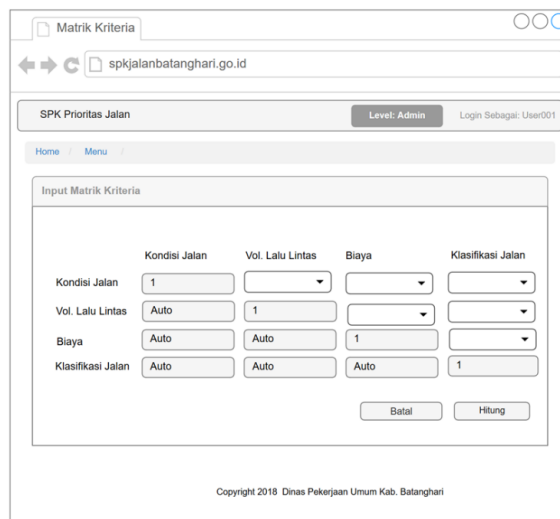 Matrik Kriteria
spkjalanbatanghari.go.id
SPK Prioritas Jalan Level: Admin Login Sebagai: User001
Home / Menu /
Input Matrik Kriteria
Kondisi Jalan Vol. Lalu Lintas Biaya Klasifikasi Jalan
Kondisi Jalan 1
Vol. Lalu Lintas Auto 1
Biaya Auto Auto 1
Klasifikasi Jalan Auto Auto Auto 1
Batal Hitung
Copyright 2018 Dinas Pekerjaan Umum Kab. Batanghari